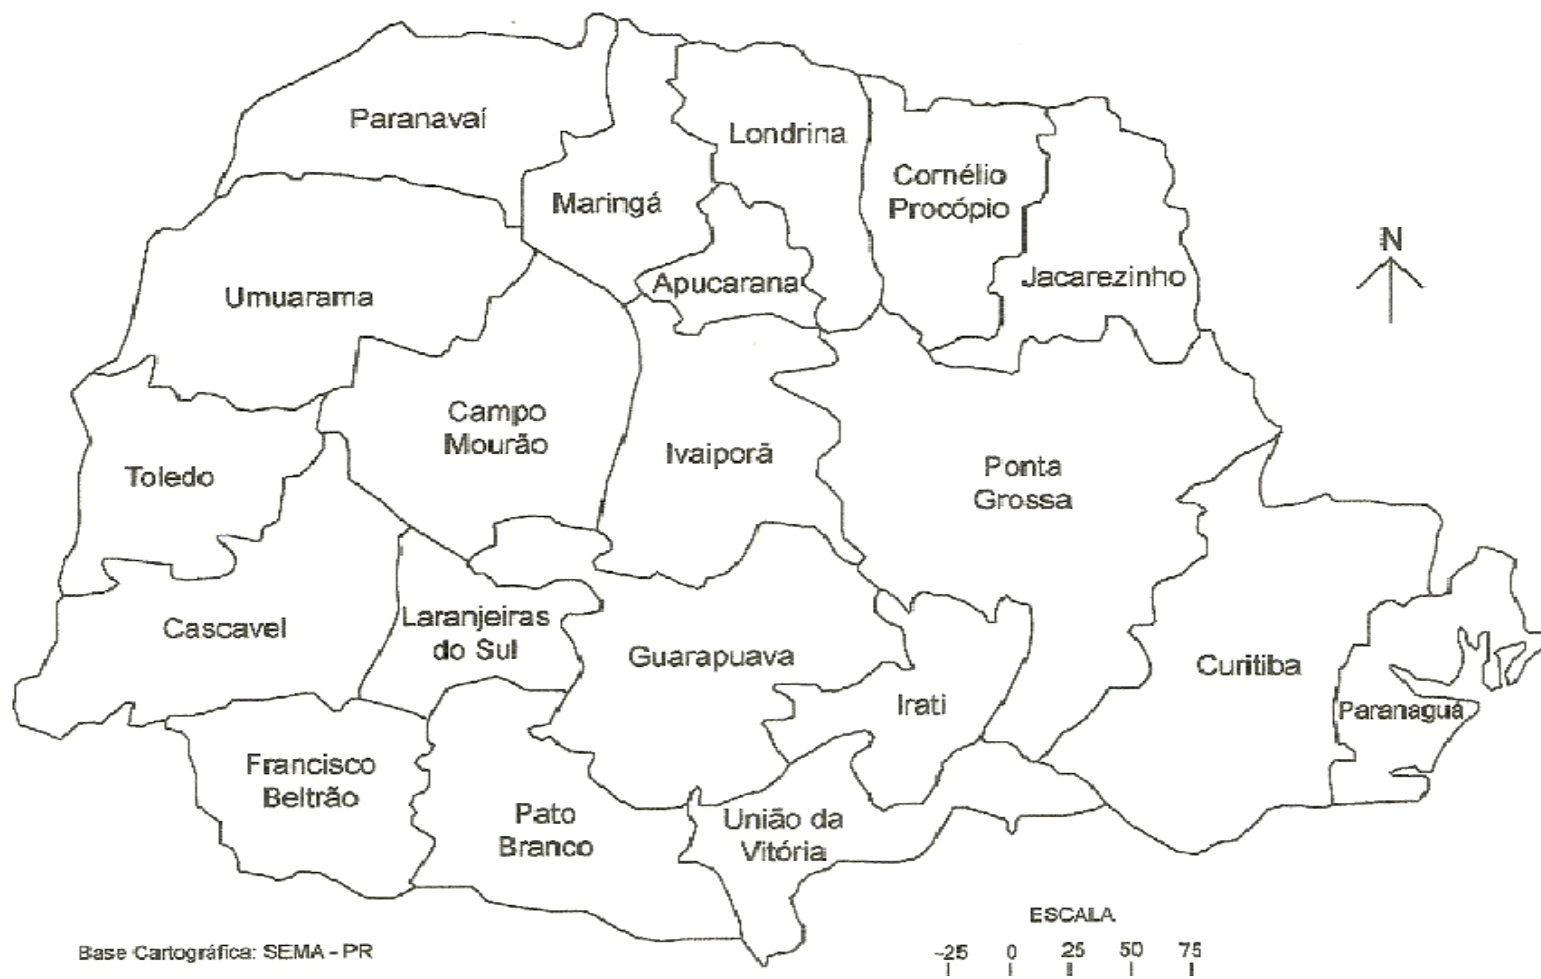 Paranavaí
Londrina
Cornélio
Procópio
Maringá
N
Apucarana
Jacarezinho
Umuarama
Campo
Mourão
Ivaiporã
Toledo
Ponta
Grossa
Cascavel
Laranjeiras
do Sul
Guarapuava
Curitiba
Irati
Paranaguá
Francisco
Beltrão
Pato
Branco
União da
Vitória
ESCALA
Base Cartográfica: SEMA - PR
-25 0 25 50 75